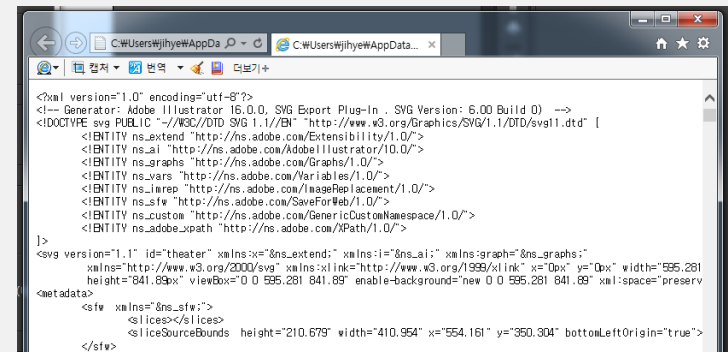 C:₩Users₩jihye₩AppDa
C:₩Users₩jihye₩AppData...
캡처 번역 더보기+
<?xml version="1.0" encoding="utf-8"?>
<!-- Generator: Adobe Illustrator 16.0.0, SVG Export Plug-In . SVG Version: 6.00 Build 0)  -->
<!DOCTYPE svg PUBLIC "-//W3C//DTD SVG 1.1//EN" "http://www.w3.org/Graphics/SVG/1.1/DTD/svg11.dtd" [
<!ENTITY ns_extend "http://ns.adobe.com/Extensibility/1.0/">
<!ENTITY ns_ai "http://ns.adobe.com/AdobeIllustrator/10.0/">
<!ENTITY ns_graphs "http://ns.adobe.com/Graphs/1.0/">
<!ENTITY ns_vars "http://ns.adobe.com/Variables/1.0/">
<!ENTITY ns_imrep "http://ns.adobe.com/ImageReplacement/1.0/">
<!ENTITY ns_sfw "http://ns.adobe.com/SaveForWeb/1.0/">
<!ENTITY ns_custom "http://ns.adobe.com/GenericCustomNamespace/1.0/">
<!ENTITY ns_adobe_xpath "http://ns.adobe.com/XPath/1.0/">
]>
<svg version="1.1" id="theater" xmlns:x="&ns_extend;" xmlns:i="&ns_ai;" xmlns:graph="&ns_graphs;"
xmlns="http://www.w3.org/2000/svg" xmlns:xlink="http://www.w3.org/1999/xlink" x="0px" y="0px" width="595.281
height="841.89px" viewBox="0 0 595.281 841.89" enable-background="new 0 0 595.281 841.89" xml:space="preserv
<metadata>
<sfw  xmlns="&ns_sfw;">
<slices></slices>
<sliceSourceBounds  height="210.679" width="410.954" x="554.161" y="350.304" bottomLeftOrigin="true">
</sfw>